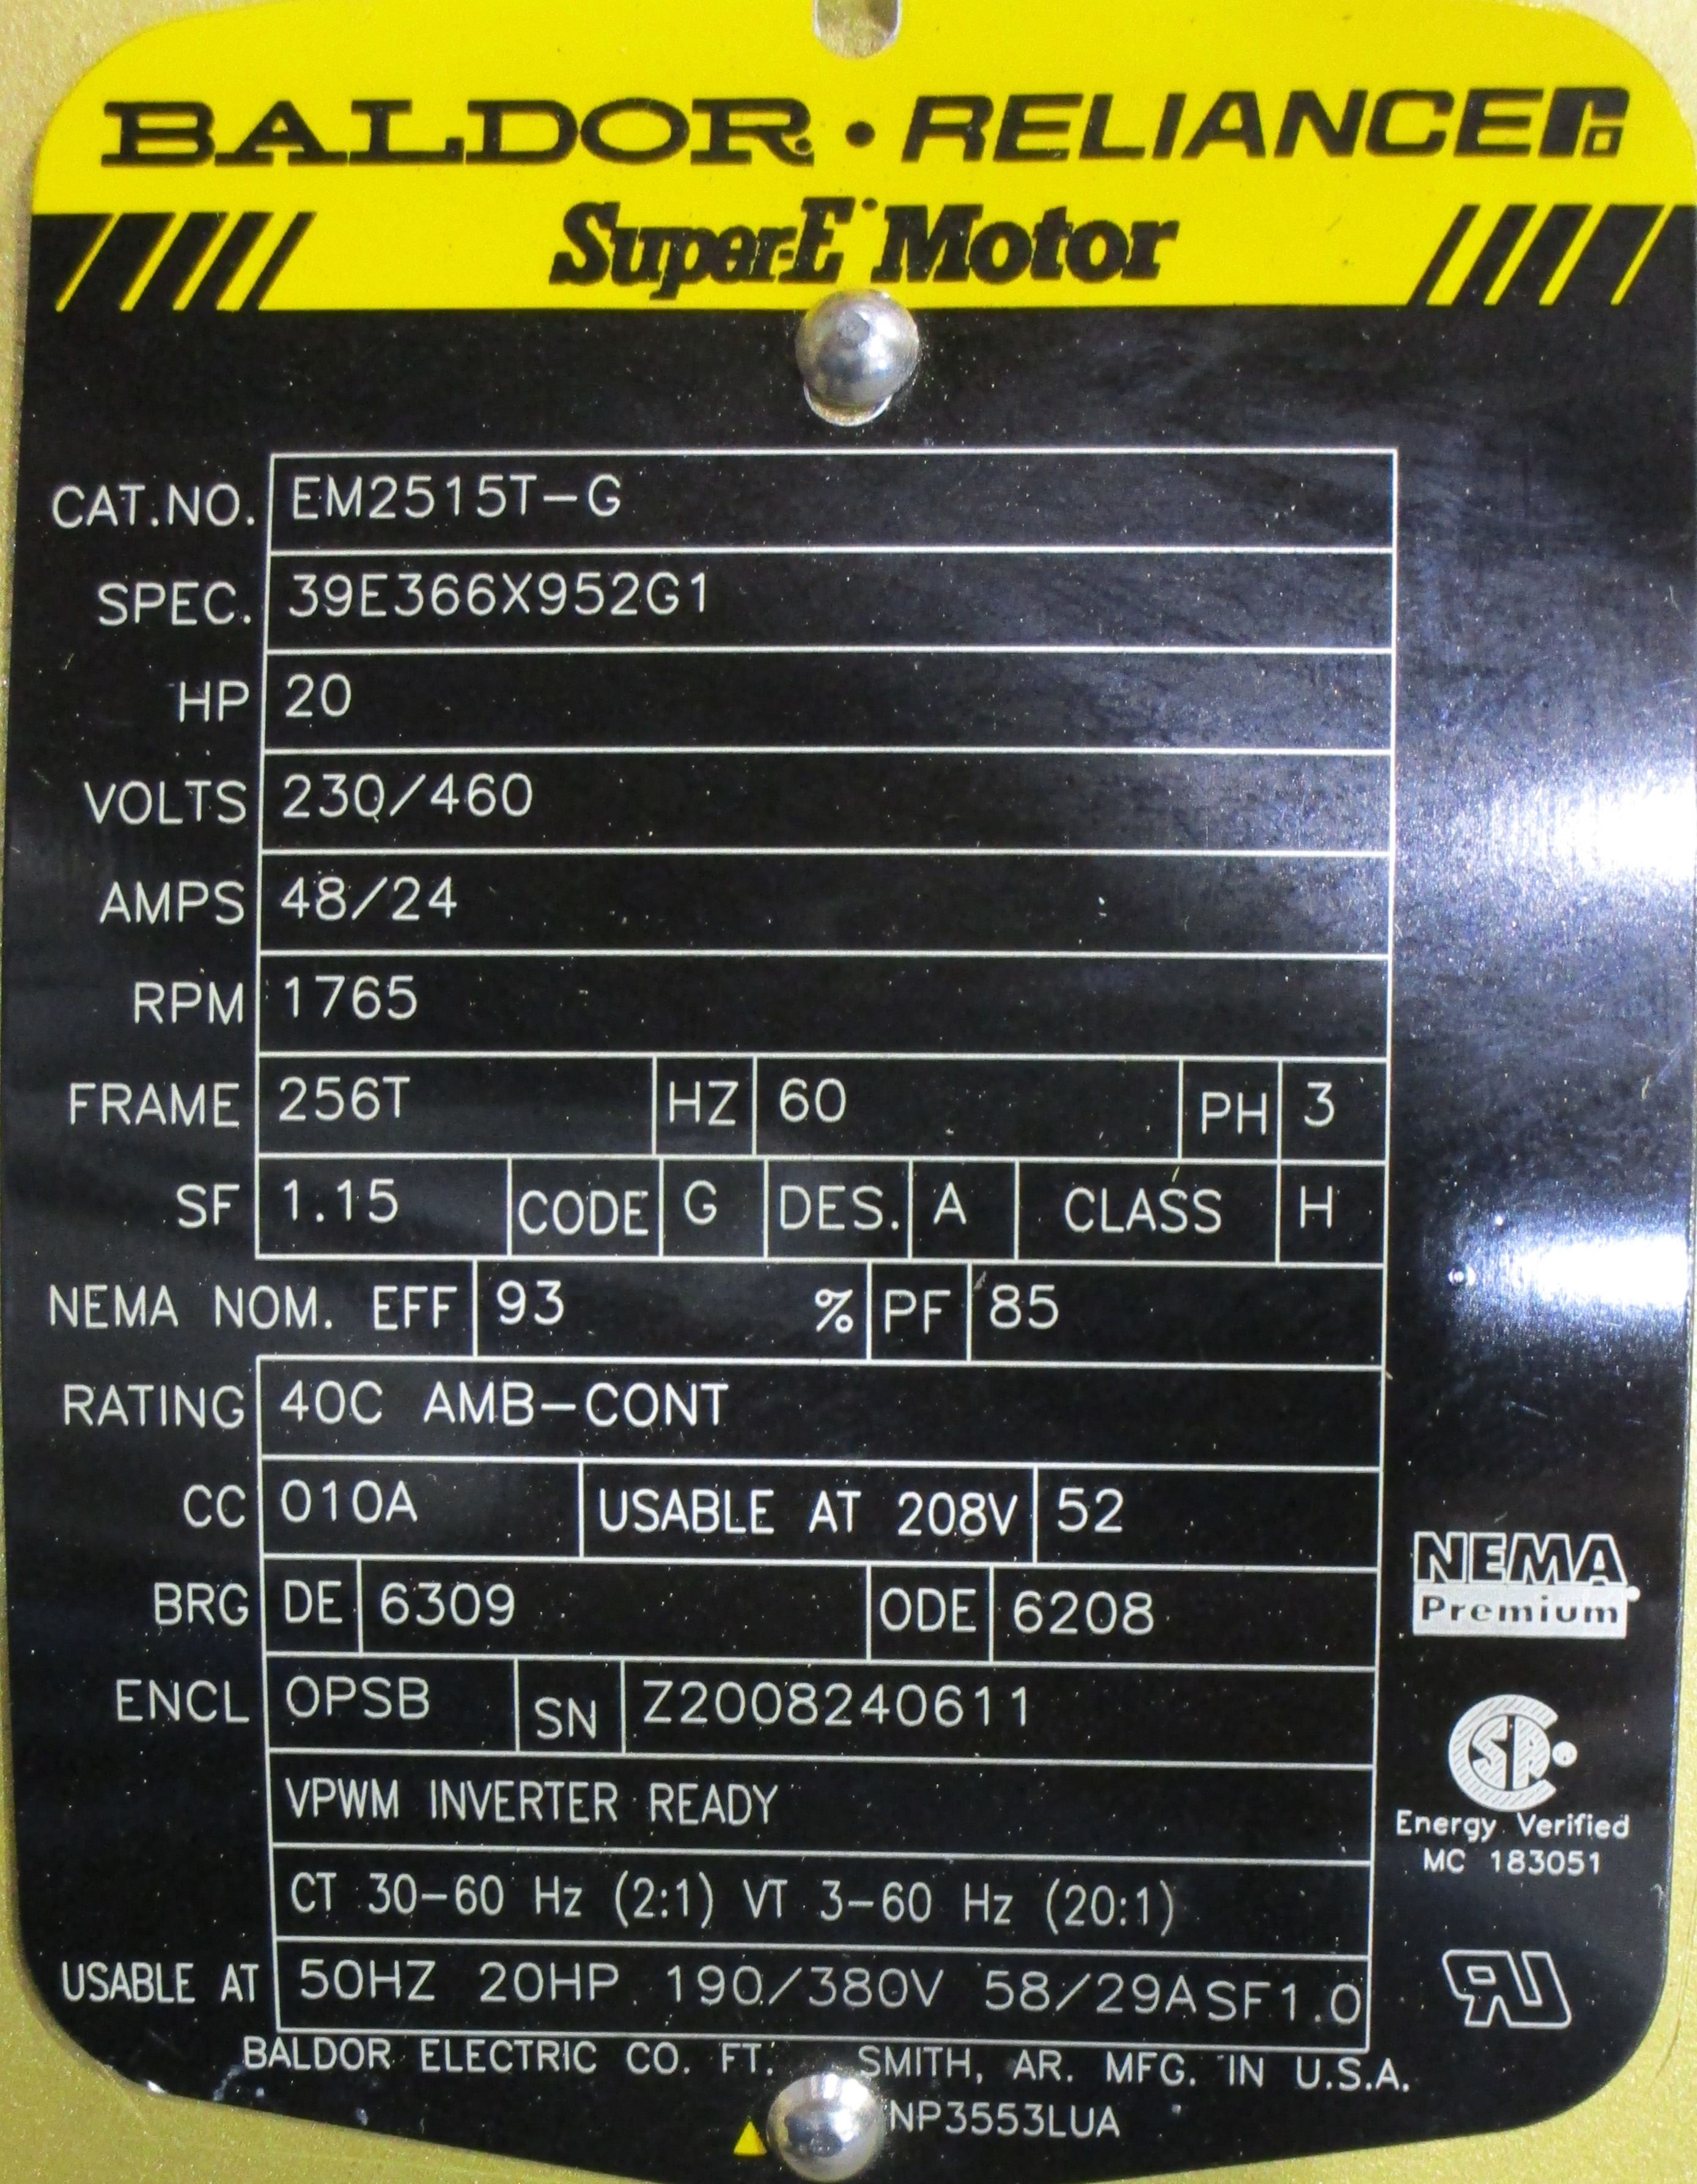 BALDOR • RELIANCE
Super-E Motor
CAT.NO. EM2515T-G
SPEC. 39E366X952G1
HP 20
VOLTS 230/460
AMPS 48/24
RPM 1765
FRAME 256T HZ 60 PH 3
SF 1.15 CODE G DES. A CLASS H
NEMA NOM. EFF 93 % PF 85
RATING 40C AMB-CONT
CC 010A USABLE AT 208V 52
BRG DE 6309 ODE 6208
ENCL OPSB SN Z2008240611
VPWM INVERTER READY
CT 30-60 Hz (2:1) VT 3-60 Hz (20:1)
USABLE AT 50HZ 20HP 190/380V 58/29A SF1.0
NEMA
Premium
SA
Energy Verified
MC 183051
RU
BALDOR ELECTRIC CO. FT. SMITH, AR. MFG. IN U.S.A.
NP3553LUA